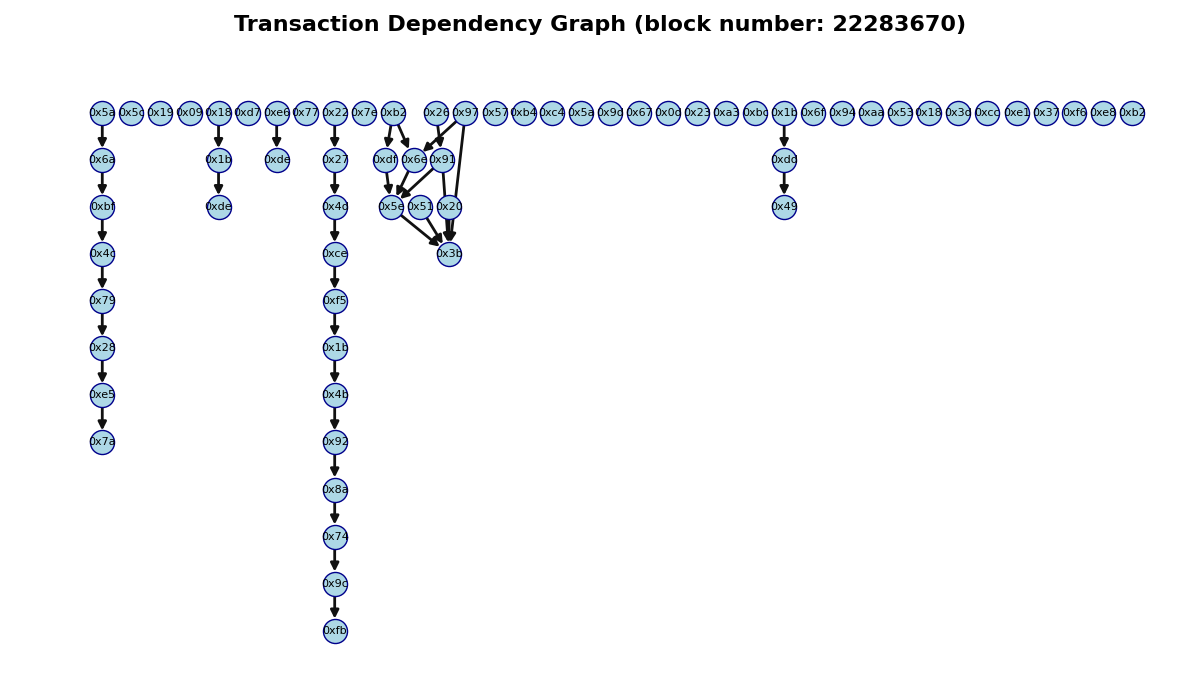 Transaction Dependency Graph (block number: 22283670)
0x5a 0x5c 0x19 0x09 0x18 0xd7 0xe6 0x77 0x22 0x7e 0xb2 0x26 0x97 0x57 0xb4 0xc4 0x5a 0x9d 0x67 0x0d 0x23 0xa3 0xbc 0x1b 0x6f 0x94 0xaa 0x53 0x18 0x3d 0xcc 0xe1 0x37 0xf6 0xe8 0xb2
0x6a 0x1b 0xde 0x27 0xdf 0x6e 0x91 0xdd
0xbf 0xde 0x4d 0x5e 0x51 0x20 0x49
0x4c 0xce 0x3b
0x79 0xf5
0x28 0x1b
0xe5 0x4b
0x7a 0x92
0x8a
0x74
0x9c
0xfb